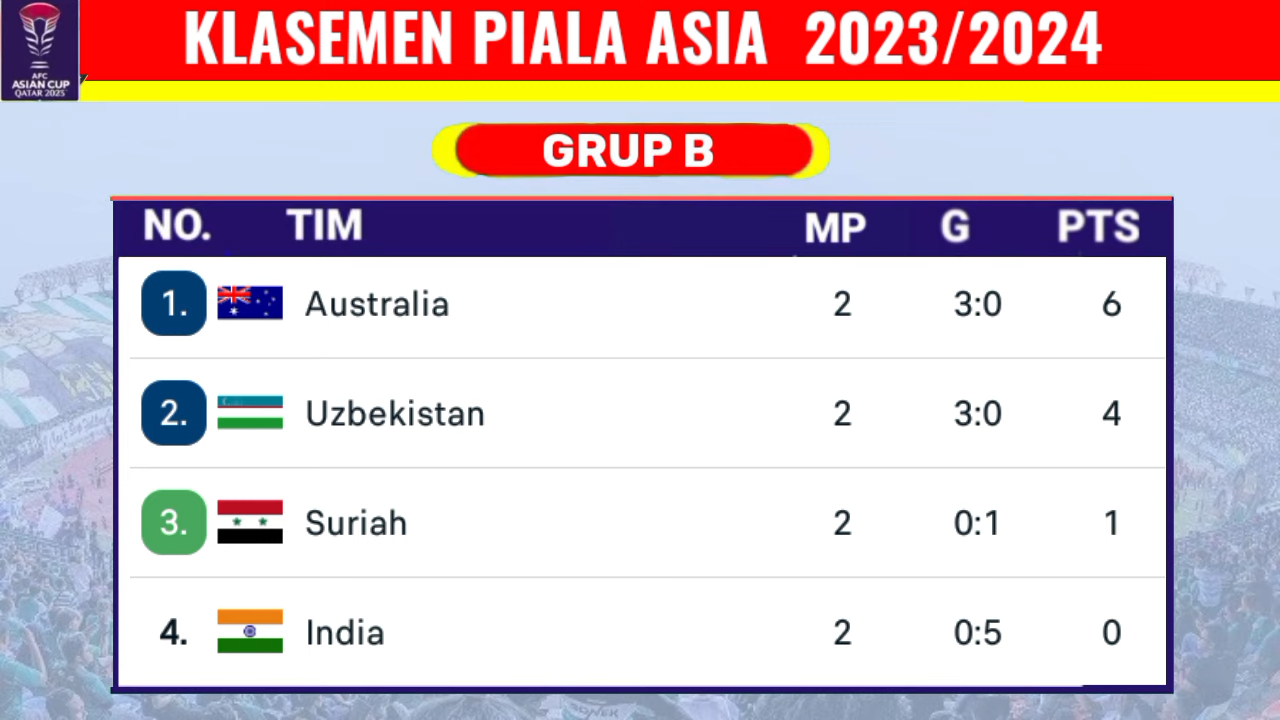 KLASEMEN PIALA ASIA 2023/2024
AFC
ASIAN CUP
QATAR 2023
GRUP B
NO. TIM MP G PTS
1. Australia 2 3:0 6
2. Uzbekistan 2 3:0 4
3. Suriah 2 0:1 1
4. India 2 0:5 0